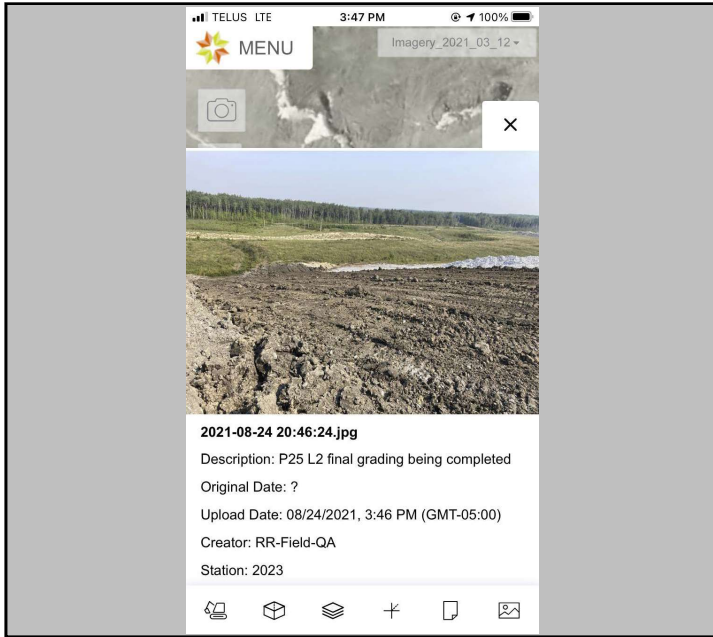 TELUS LTE 3:47 PM 100%
MENU Imagery_2021_03_12
2021-08-24 20:46:24.jpg
Description: P25 L2 final grading being completed
Original Date: ?
Upload Date: 08/24/2021, 3:46 PM (GMT-05:00)
Creator: RR-Field-QA
Station: 2023